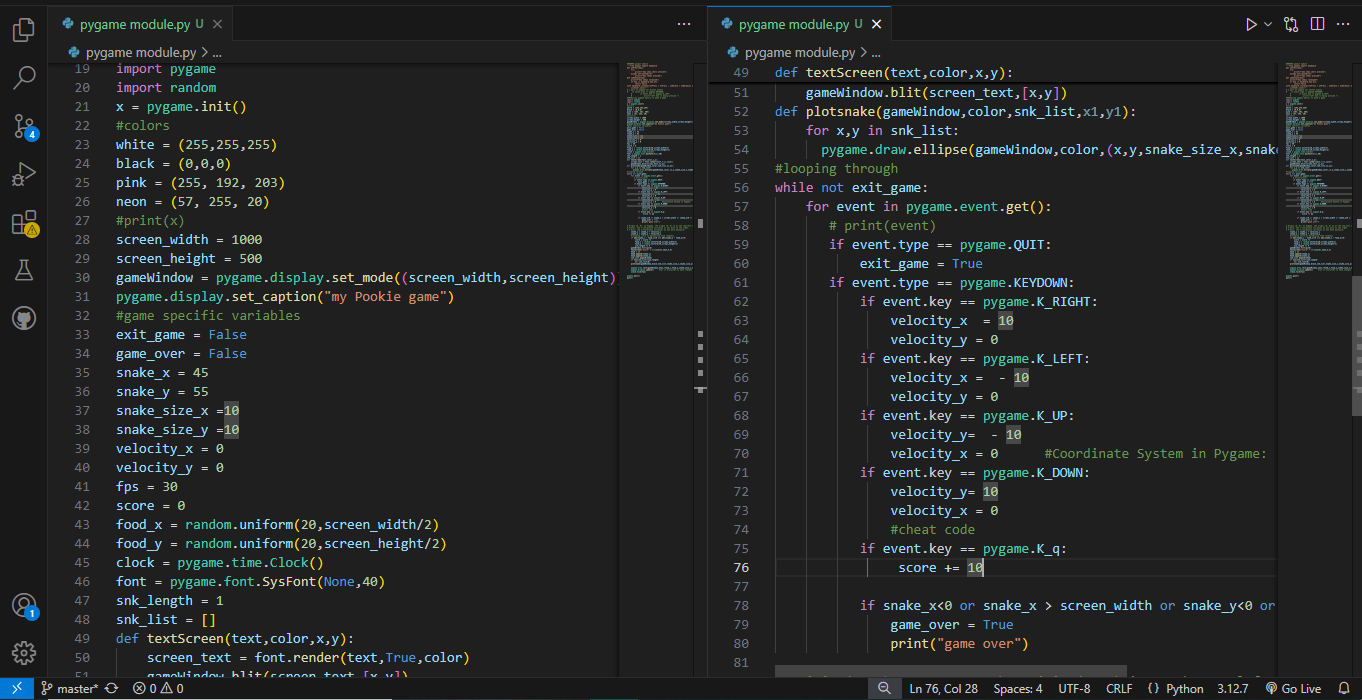 pygame module.py U
pygame module.py > ...
19 import pygame
20 import random
21 x = pygame.init()
22 #colors
23 white = (255,255,255)
24 black = (0,0,0)
25 pink = (255, 192, 203)
26 neon = (57, 255, 20)
27 #print(x)
28 screen_width = 1000
29 screen_height = 500
30 gameWindow = pygame.display.set_mode((screen_width,screen_height)
31 pygame.display.set_caption("my Pookie game")
32 #game specific variables
33 exit_game = False
34 game_over = False
35 snake_x = 45
36 snake_y = 55
37 snake_size_x =10
38 snake_size_y =10
39 velocity_x = 0
40 velocity_y = 0
41 fps = 30
42 score = 0
43 food_x = random.uniform(20,screen_width/2)
44 food_y = random.uniform(20,screen_height/2)
45 clock = pygame.time.Clock()
46 font = pygame.font.SysFont(None,40)
47 snk_length = 1
48 snk_list = []
49 def textScreen(text,color,x,y):
50 screen_text = font.render(text,True,color)
51 gameWindow.blit(screen_text,[x,y])
pygame module.py U
pygame module.py > ...
49 def textScreen(text,color,x,y):
51 gameWindow.blit(screen_text,[x,y])
52 def plotsnake(gameWindow,color,snk_list,x1,y1):
53 for x,y in snk_list:
54 pygame.draw.ellipse(gameWindow,color,(x,y,snake_size_x,snake
55 #looping through
56 while not exit_game:
57 for event in pygame.event.get():
58 # print(event)
59 if event.type == pygame.QUIT:
60 exit_game = True
61 if event.type == pygame.KEYDOWN:
62 if event.key == pygame.K_RIGHT:
63 velocity_x  = 10
64 velocity_y = 0
65 if event.key == pygame.K_LEFT:
66 velocity_x =  - 10
67 velocity_y = 0
68 if event.key == pygame.K_UP:
69 velocity_y=  - 10
70 velocity_x = 0 #Coordinate System in Pygame:
71 if event.key == pygame.K_DOWN:
72 velocity_y= 10
73 velocity_x = 0
74 #cheat code
75 if event.key == pygame.K_q:
76 score += 10
77
78 if snake_x<0 or snake_x > screen_width or snake_y<0 or
79 game_over = True
80 print("game over")
81
4
1
master* 0 0
Ln 76, Col 28 Spaces: 4 UTF-8 CRLF {} Python 3.12.7 Go Live